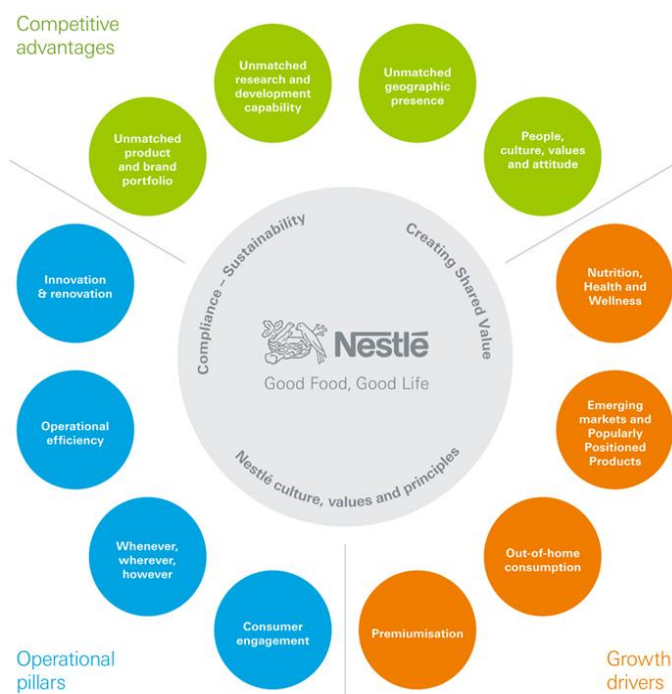 Competitive
advantages
Unmatched
product
and brand
portfolio
Unmatched
research and
development
capability
Unmatched
geographic
presence
People,
culture, values
and attitude
Innovation
& renovation
Operational
efficiency
Whenever,
wherever,
however
Consumer
engagement
Operational
pillars
Compliance – Sustainability
Creating Shared Value
Nestlé
Good Food, Good Life
Nestlé culture, values and principles
Nutrition,
Health and
Wellness
Emerging
markets and
Popularly
Positioned
Products
Out-of-home
consumption
Premiumisation
Growth
drivers